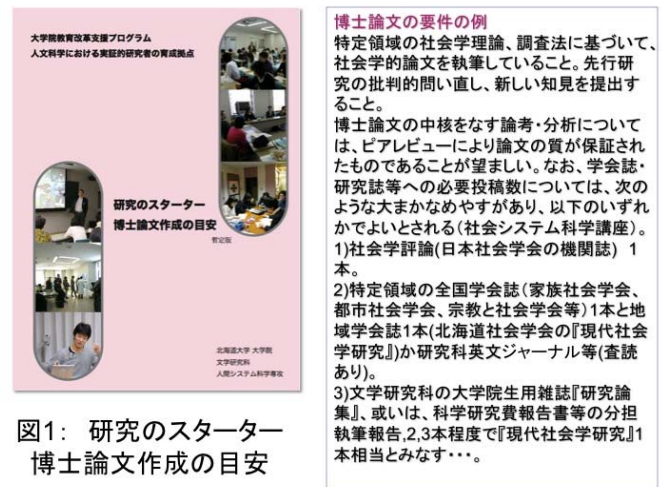 大学院教育改革支援プログラム
人文科学における実証的研究者の育成拠点
研究のスターター
博士論文作成の目安
暫定版
北海道大学 大学院
文学研究科
人間システム科学専攻
図1: 研究のスターター
博士論文作成の目安
博士論文の要件の例
特定領域の社会学理論、調査法に基づいて、
社会学的論文を執筆していること。先行研
究の批判的問い直し、新しい知見を提出す
ること。
博士論文の中核をなす論考・分析について
は、ピアレビューにより論文の質が保証され
たものであることが望ましい。なお、学会誌・
研究誌等への必要投稿数については、次の
ような大まかなめやすがあり、以下のいずれ
かでよいとされる(社会システム科学講座)。
1)社会学評論(日本社会学会の機関誌) 1
本。
2)特定領域の全国学会誌(家族社会学会、
都市社会学会、宗教と社会学会等)1本と地
域学会誌1本(北海道社会学会の『現代社会
学研究』)か研究科英文ジャーナル等(査読
あり)。
3)文学研究科の大学院生用雑誌『研究論
集』、或いは、科学研究費報告書等の分担
執筆報告,2,3本程度で『現代社会学研究』1
本相当とみなす・・・。